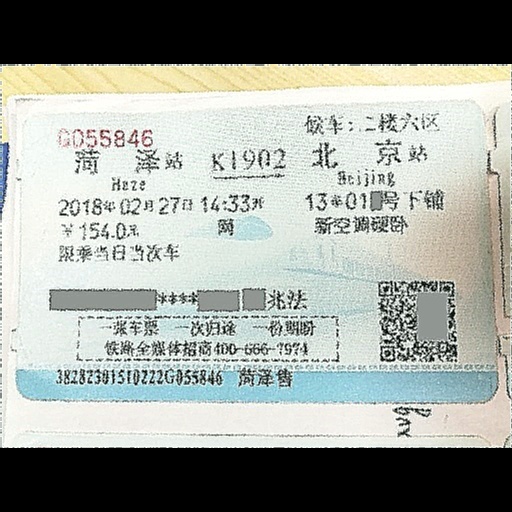 候车:二楼六区
G055846
菏 泽站 K1902 北 京站
Heze Beijing
2018年02月27日 14:33开 13车01号下铺
¥154.0元 网 新空调硬卧
限乘当日当次车
****兆法
一张车票 一次归途 一份期盼
铁路全媒体招商400-666-7974
38282301510222G055846 菏泽售